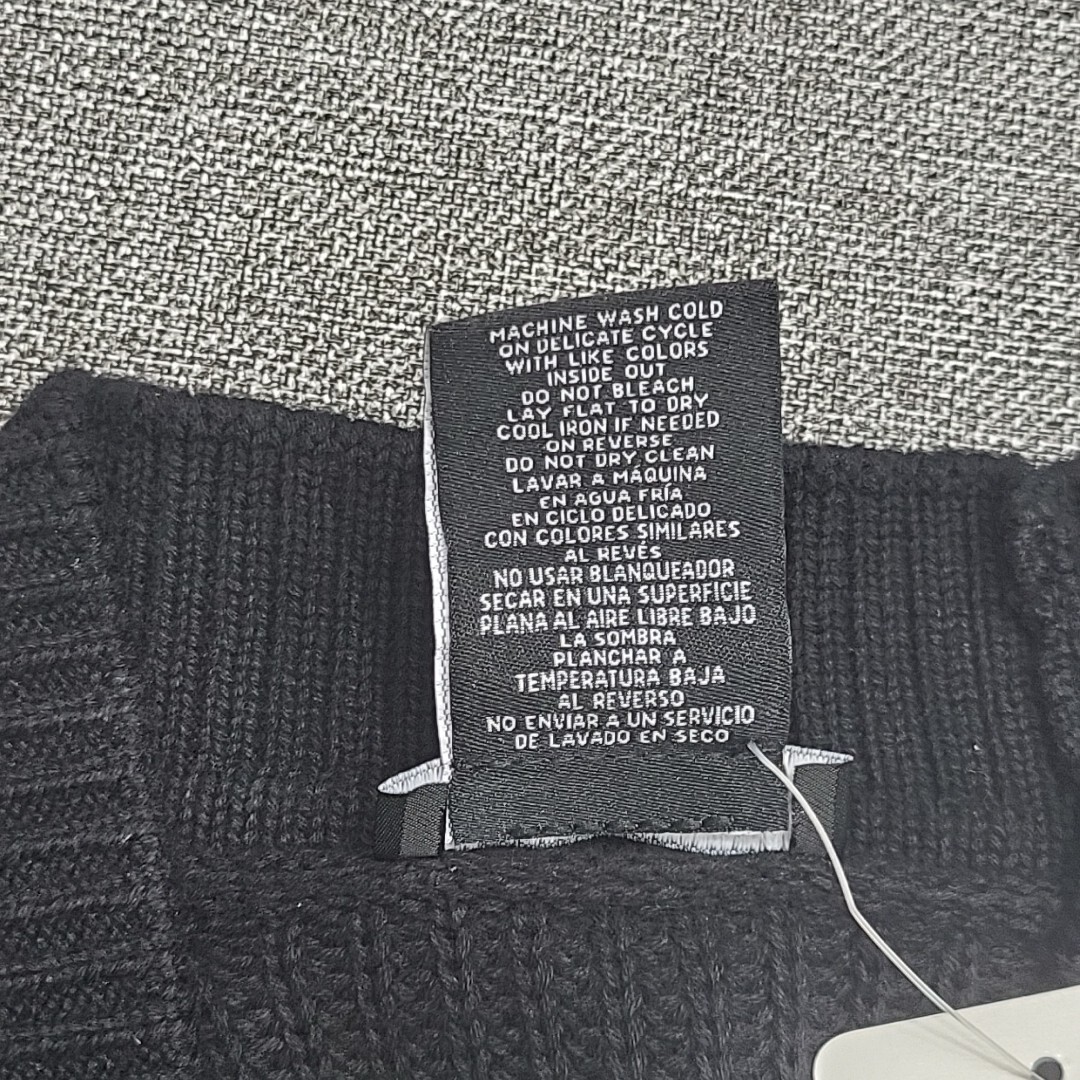 MACHINE WASH COLD
ON DELICATE CYCLE
WITH LIKE COLORS
INSIDE OUT
DO NOT BLEACH
LAY FLAT TO DRY
COOL IRON IF NEEDED
ON REVERSE
DO NOT DRY CLEAN
LAVAR A MÁQUINA
EN AGUA FRÍA
EN CICLO DELICADO
CON COLORES SIMILARES
AL REVÉS
NO USAR BLANQUEADOR
SECAR EN UNA SUPERFICIE
PLANA AL AIRE LIBRE BAJO
LA SOMBRA
PLANCHAR A
TEMPERATURA BAJA
AL REVERSO
NO ENVIAR A UN SERVICIO
DE LAVADO EN SECO